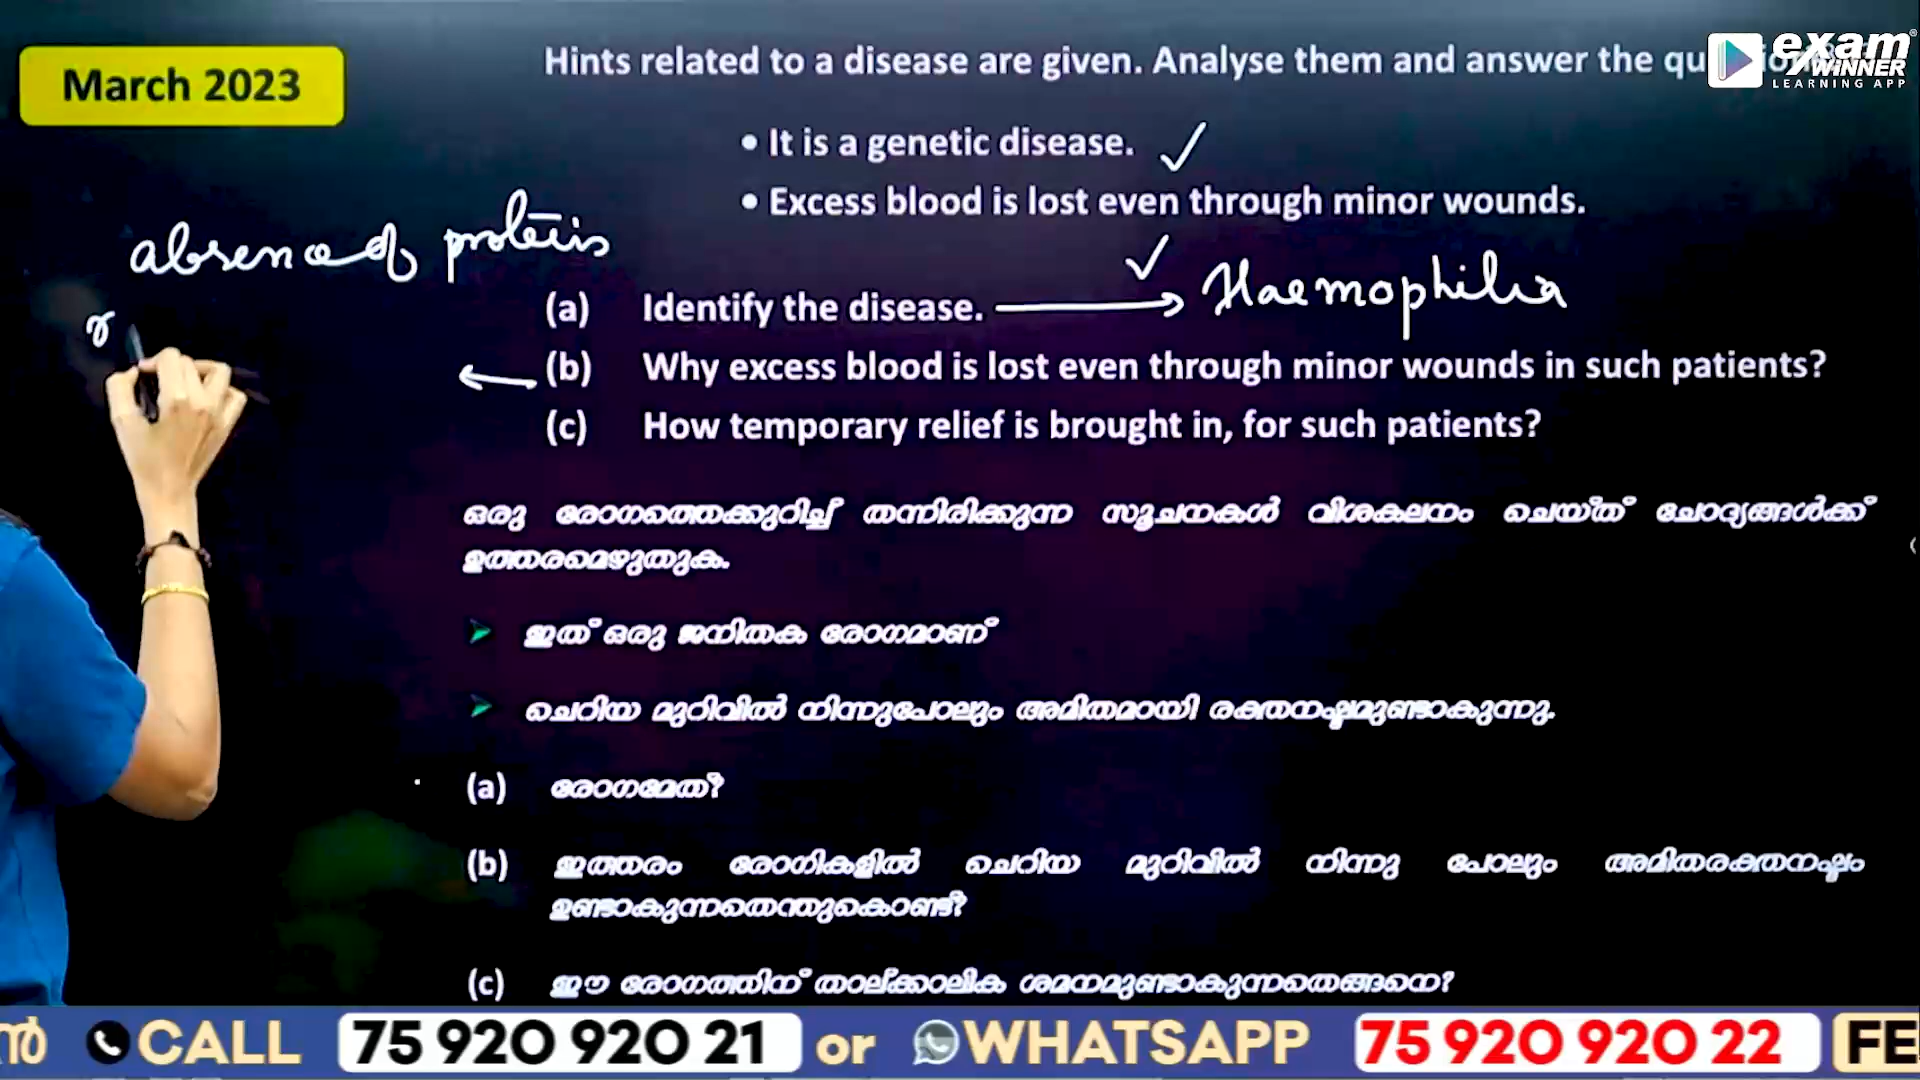 March 2023
Hints related to a disease are given. Analyse them and answer the
exam WINNER
LEARNING APP
• It is a genetic disease.
• Excess blood is lost even through minor wounds.
absence of proteins
(a) Identify the disease. → Haemophilia
(b) Why excess blood is lost even through minor wounds in such patients?
(c) How temporary relief is brought in, for such patients?
ഒരു രോഗത്തെക്കുറിച്ച് തന്നിരിക്കുന്ന സൂചനകൾ വിശകലനം ചെയ്ത് ചോദ്യങ്ങൾക്ക്
ഉത്തരമെഴുതുക.
➤ ഇത് ഒരു ജനിതക രോഗമാണ്
➤ ചെറിയ മുറിവിൽ നിന്നുപോലും അമിതമായി രക്തനഷ്ടമുണ്ടാകുന്നു.
(a) രോഗമേത്?
(b) ഇത്തരം രോഗികളിൽ ചെറിയ മുറിവിൽ നിന്നു പോലും അമിതരക്തനഷ്ടം
ഉണ്ടാകുന്നതെന്തുകൊണ്ട്?
(c) ഈ രോഗത്തിന് താല്ക്കാലിക ശമനമുണ്ടാകുന്നതെങ്ങനെ?
ൻ CALL 75 920 920 21 or WHATSAPP 75 920 920 22 FE